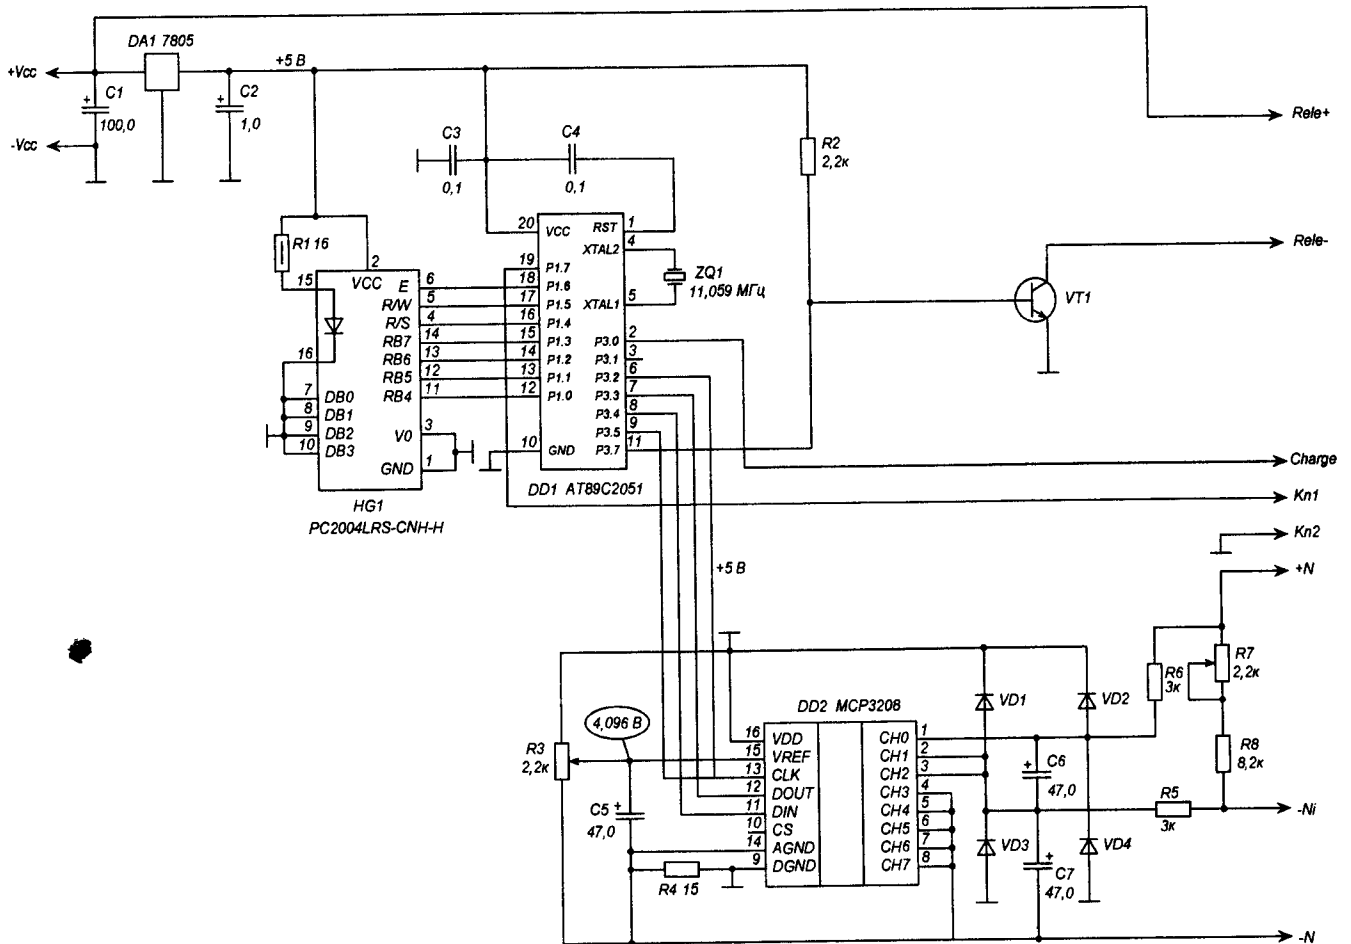 DA1 7805
+5 В
+Vcc
C1
+
100,0
C2
+
1,0
-Vcc
C3
0,1
C4
0,1
R2
2,2к
Rele+
R1 16
15
2
VCC
E
R/W
R/S
RB7
RB6
RB5
RB4
V0
GND
16
7
8
9
10
DB0
DB1
DB2
DB3
6
5
4
14
13
12
11
3
1
HG1
PC2004LRS-CNH-H
20
19
18
17
16
15
14
13
12
10
VCC
P1.7
P1.6
P1.5
P1.4
P1.3
P1.2
P1.1
P1.0
GND
RST
XTAL2
XTAL1
P3.0
P3.1
P3.2
P3.3
P3.4
P3.5
P3.7
1
4
5
2
3
6
7
8
9
11
DD1 AT89C2051
ZQ1
11,059 МГц
Rele-
VT1
Charge
Kn1
Kn2
+5 В
+N
R6
3к
R7
2,2к
R8
8,2к
VD1
VD2
DD2 MCP3208
4,096 В
R3
2,2к
C5
+
47,0
R4 15
16
15
13
12
11
10
14
9
VDD
VREF
CLK
DOUT
DIN
CS
AGND
DGND
CH0
CH1
CH2
CH3
CH4
CH5
CH6
CH7
1
2
3
4
5
6
7
8
C6
+
47,0
R5
3к
-Ni
VD3
VD4
C7
+
47,0
-N